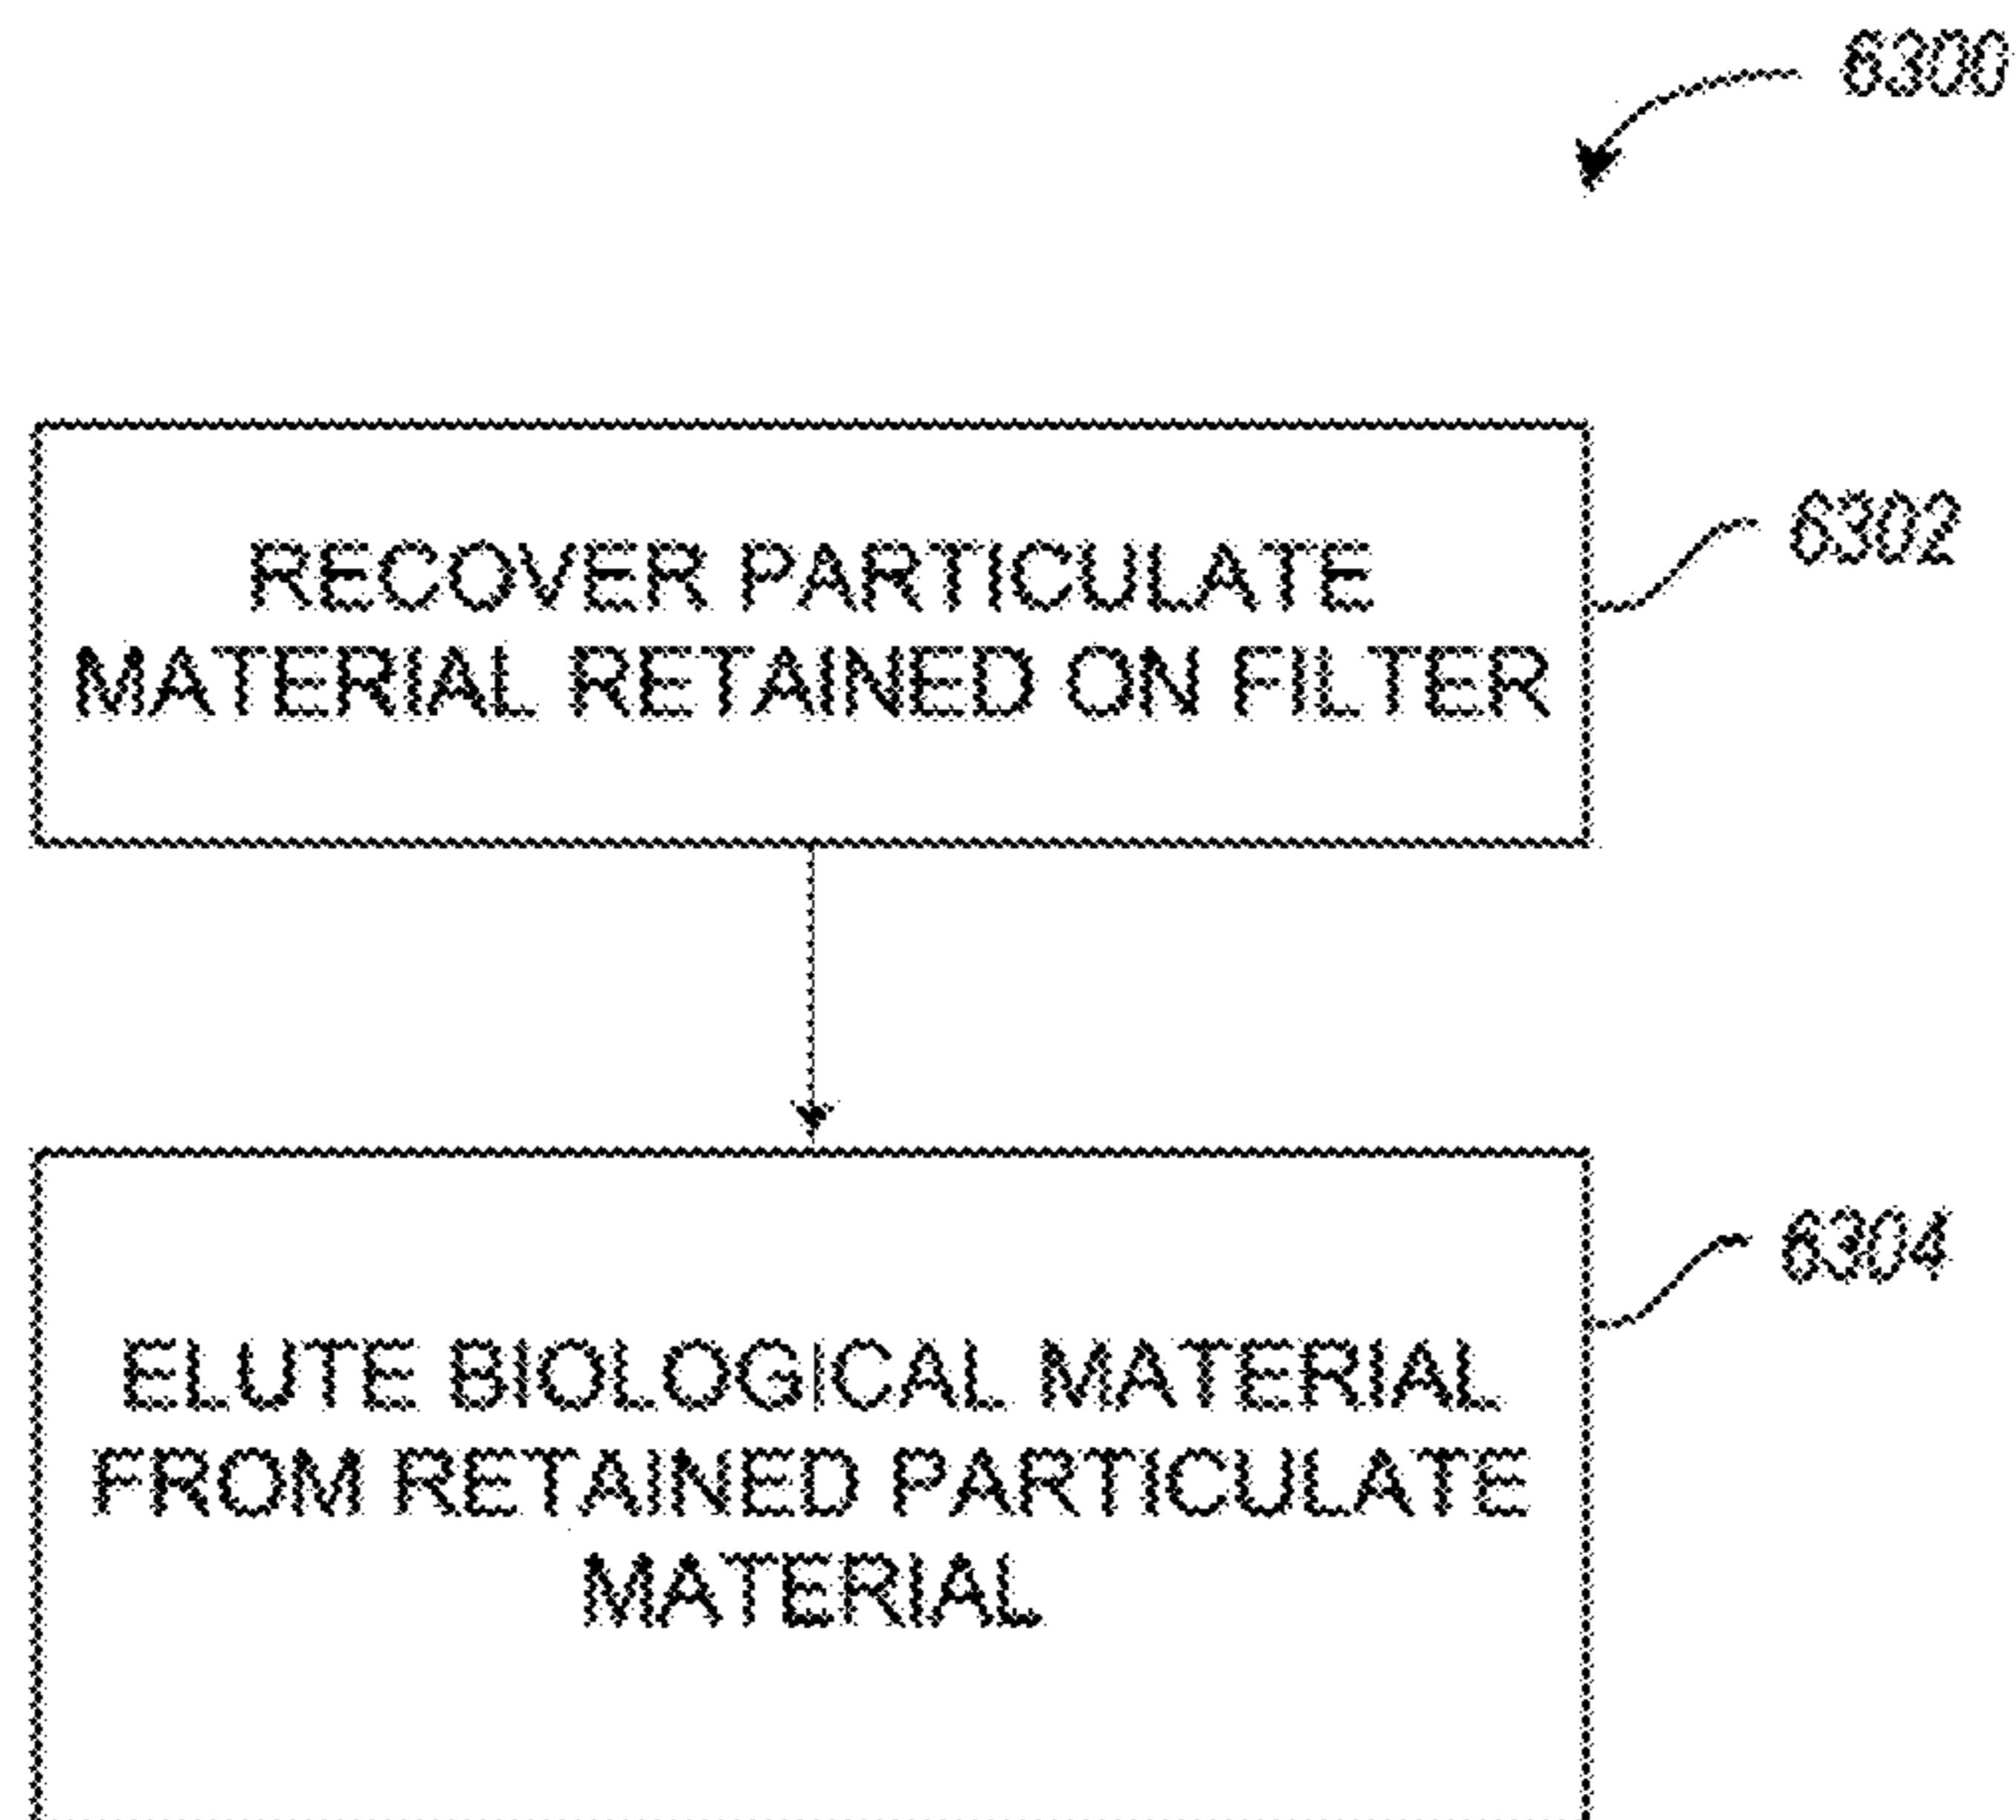 6300
RECOVER PARTICULATE
MATERIAL RETAINED ON FILTER
6302
ELUTE BIOLOGICAL MATERIAL
FROM RETAINED PARTICULATE
MATERIAL
6304